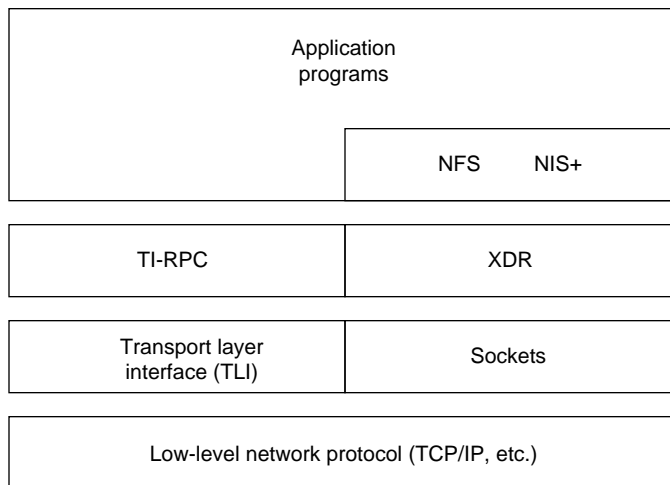 Application
programs
NFS NIS+
TI-RPC XDR
Transport layer
interface (TLI)
Sockets
Low-level network protocol (TCP/IP, etc.)